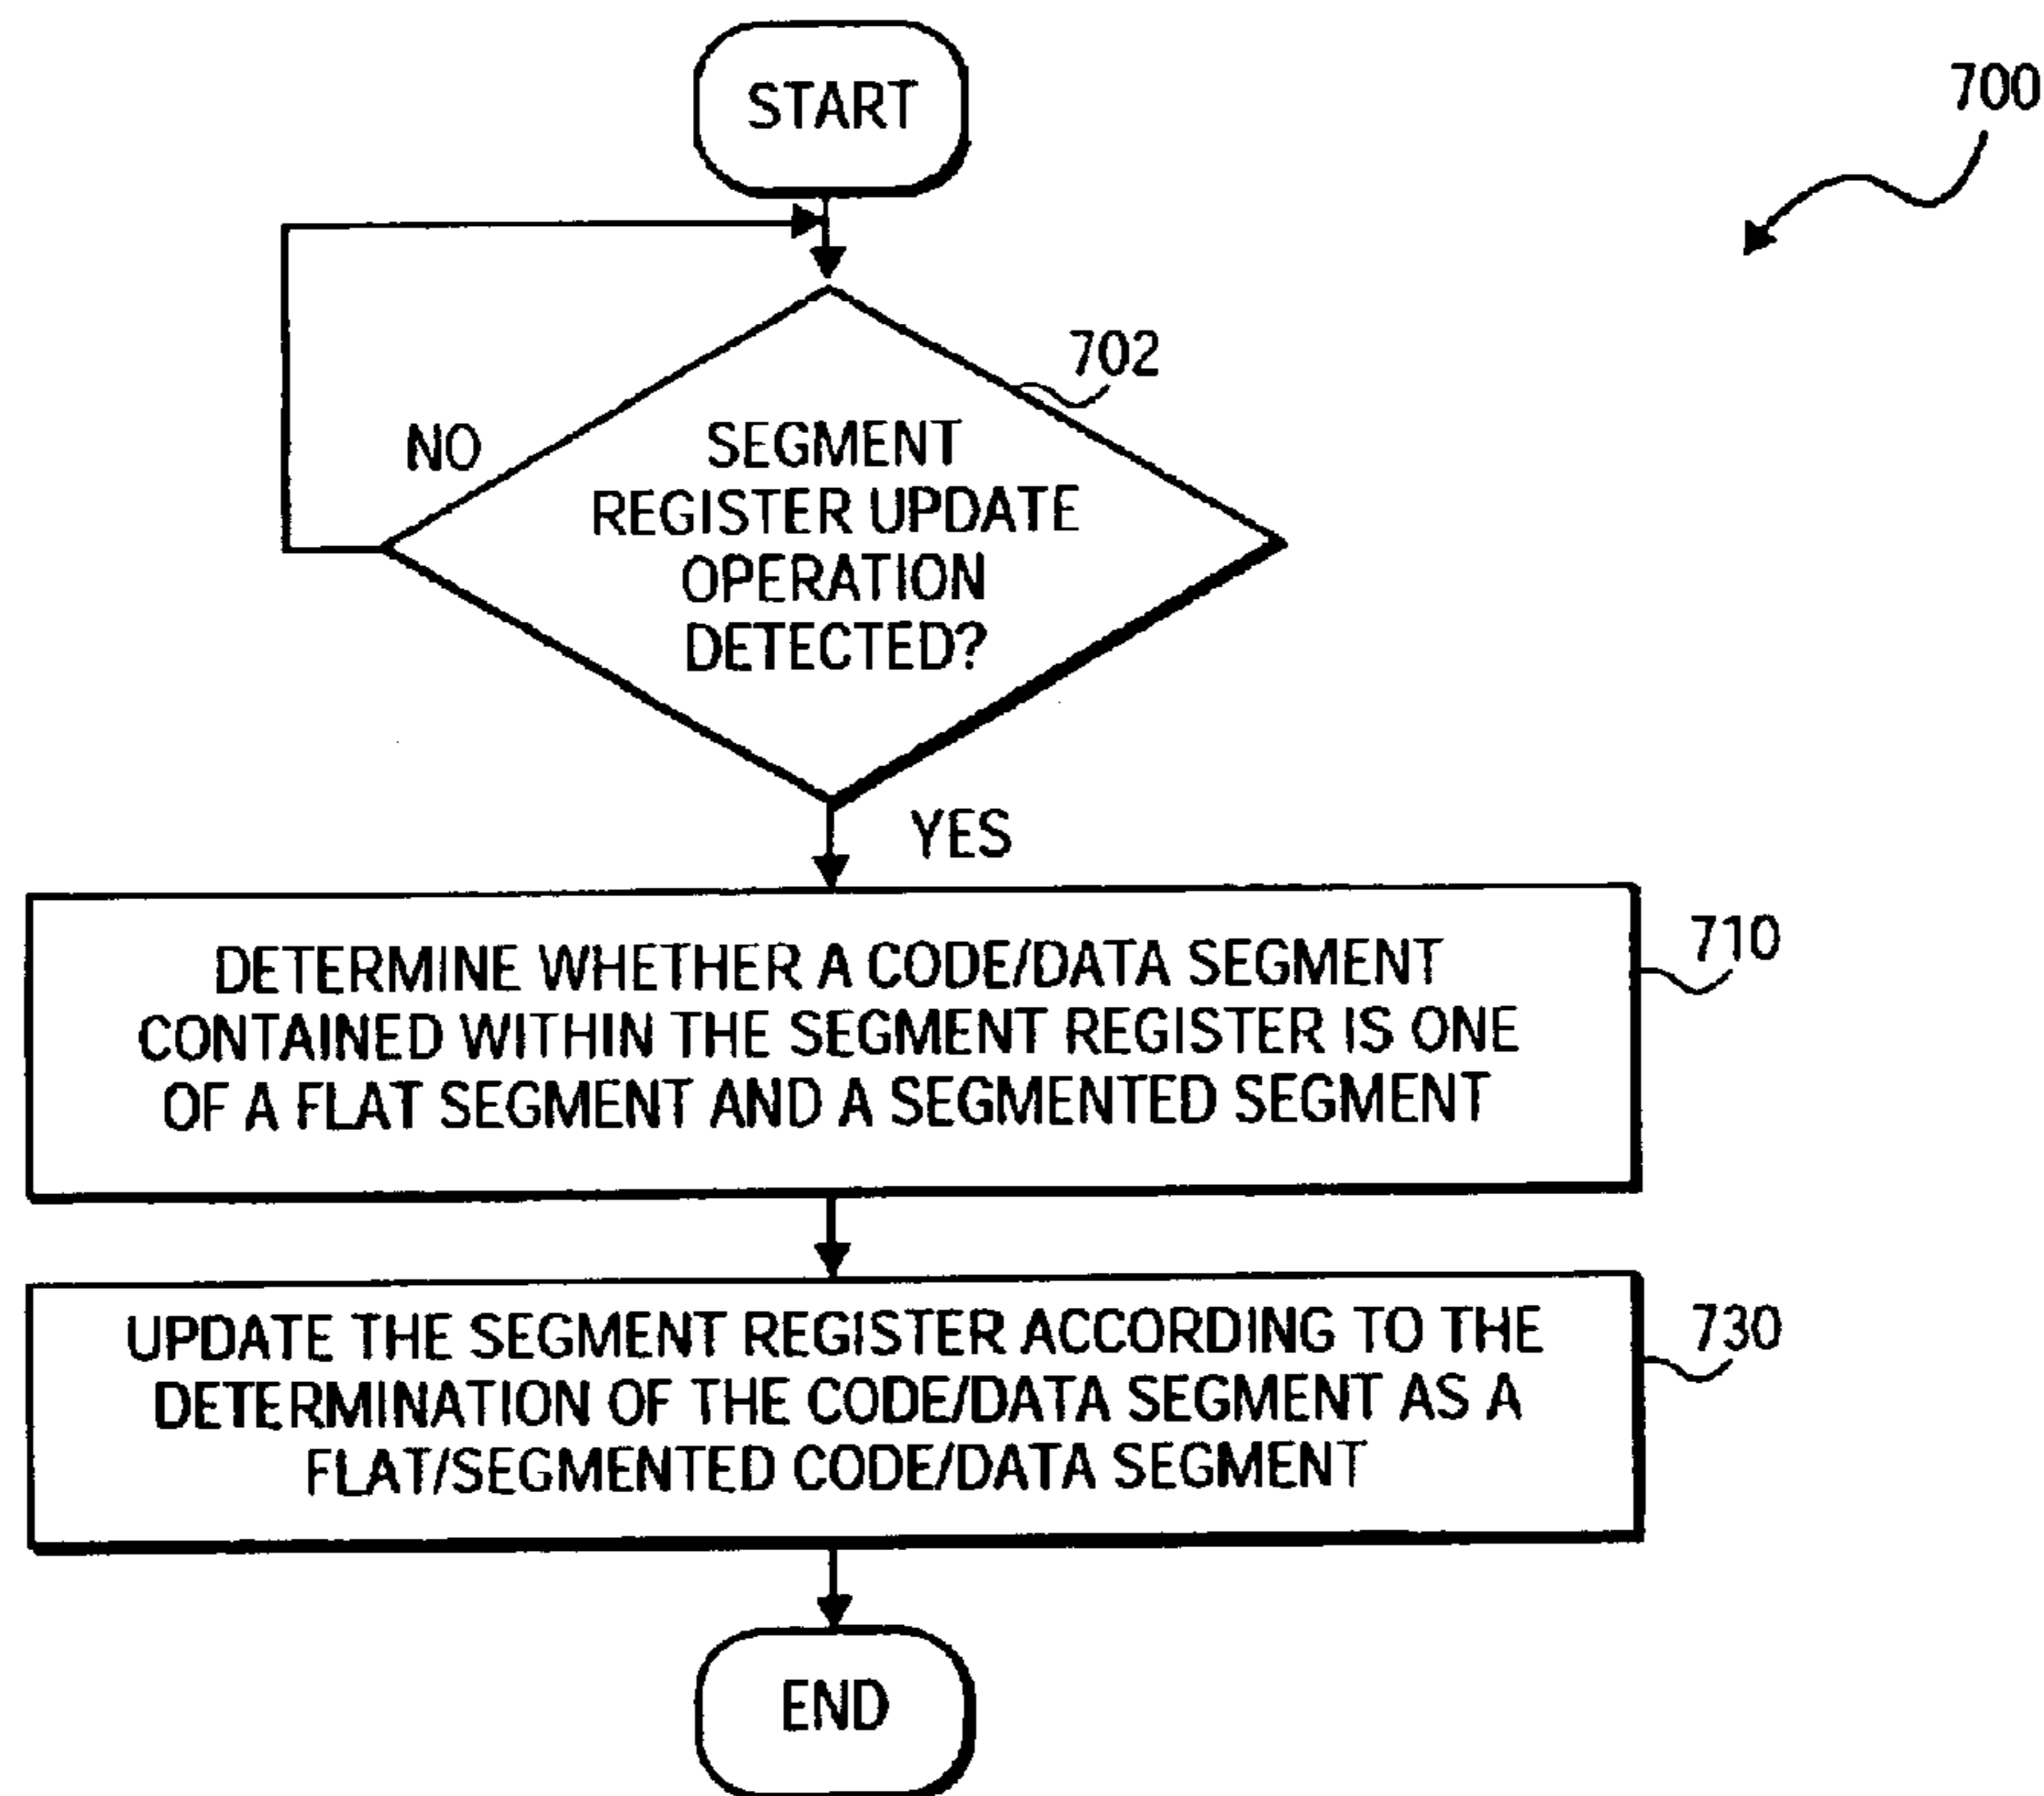 START
700
702
NO
SEGMENT
REGISTER UPDATE
OPERATION
DETECTED?
YES
DETERMINE WHETHER A CODE/DATA SEGMENT
CONTAINED WITHIN THE SEGMENT REGISTER IS ONE
OF A FLAT SEGMENT AND A SEGMENTED SEGMENT
710
UPDATE THE SEGMENT REGISTER ACCORDING TO THE
DETERMINATION OF THE CODE/DATA SEGMENT AS A
FLAT/SEGMENTED CODE/DATA SEGMENT
730
END